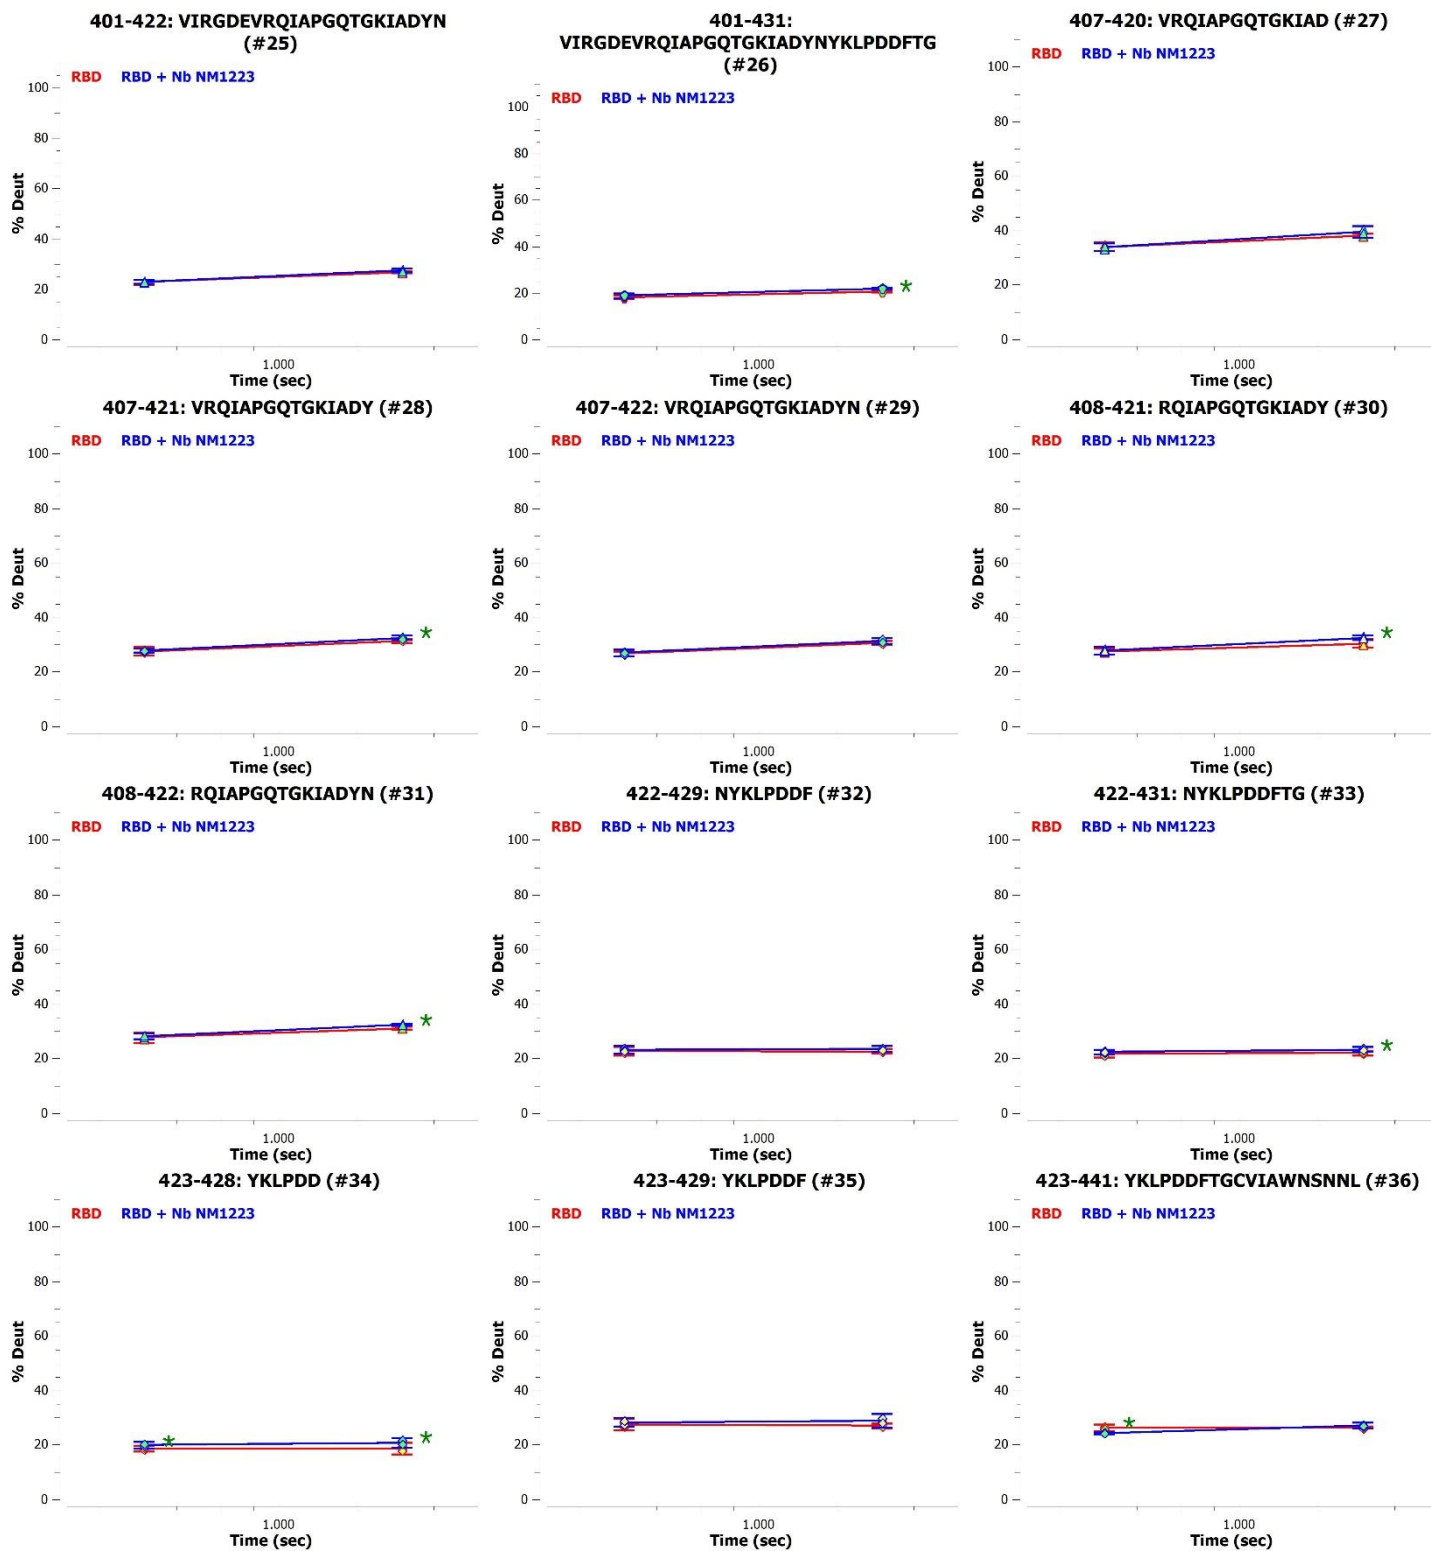 401-422: VIRGDEVRQIAPGQTGKIADYN
(#25)
RBD RBD + Nb NM1223
100
80
60
40
20
0
% Deut
1.000
Time (sec)
401-431:
VIRGDEVRQIAPGQTGKIADYNYKLPDDFTG
(#26)
RBD RBD + Nb NM1223
100
80
60
40
20
0
% Deut
*
1.000
Time (sec)
407-420: VRQIAPGQTGKIAD (#27)
RBD RBD + Nb NM1223
100
80
60
40
20
0
% Deut
1.000
Time (sec)
407-421: VRQIAPGQTGKIADY (#28)
RBD RBD + Nb NM1223
100
80
60
40
20
0
% Deut
*
1.000
Time (sec)
407-422: VRQIAPGQTGKIADYN (#29)
RBD RBD + Nb NM1223
100
80
60
40
20
0
% Deut
1.000
Time (sec)
408-421: RQIAPGQTGKIADY (#30)
RBD RBD + Nb NM1223
100
80
60
40
20
0
% Deut
*
1.000
Time (sec)
408-422: RQIAPGQTGKIADYN (#31)
RBD RBD + Nb NM1223
100
80
60
40
20
0
% Deut
*
1.000
Time (sec)
422-429: NYKLPDDF (#32)
RBD RBD + Nb NM1223
100
80
60
40
20
0
% Deut
1.000
Time (sec)
422-431: NYKLPDDFTG (#33)
RBD RBD + Nb NM1223
100
80
60
40
20
0
% Deut
*
1.000
Time (sec)
423-428: YKLPDD (#34)
RBD RBD + Nb NM1223
100
80
60
40
20
0
% Deut
* *
1.000
Time (sec)
423-429: YKLPDDF (#35)
RBD RBD + Nb NM1223
100
80
60
40
20
0
% Deut
1.000
Time (sec)
423-441: YKLPDDFTGCVIAWNSNNL (#36)
RBD RBD + Nb NM1223
100
80
60
40
20
0
% Deut
*
1.000
Time (sec)